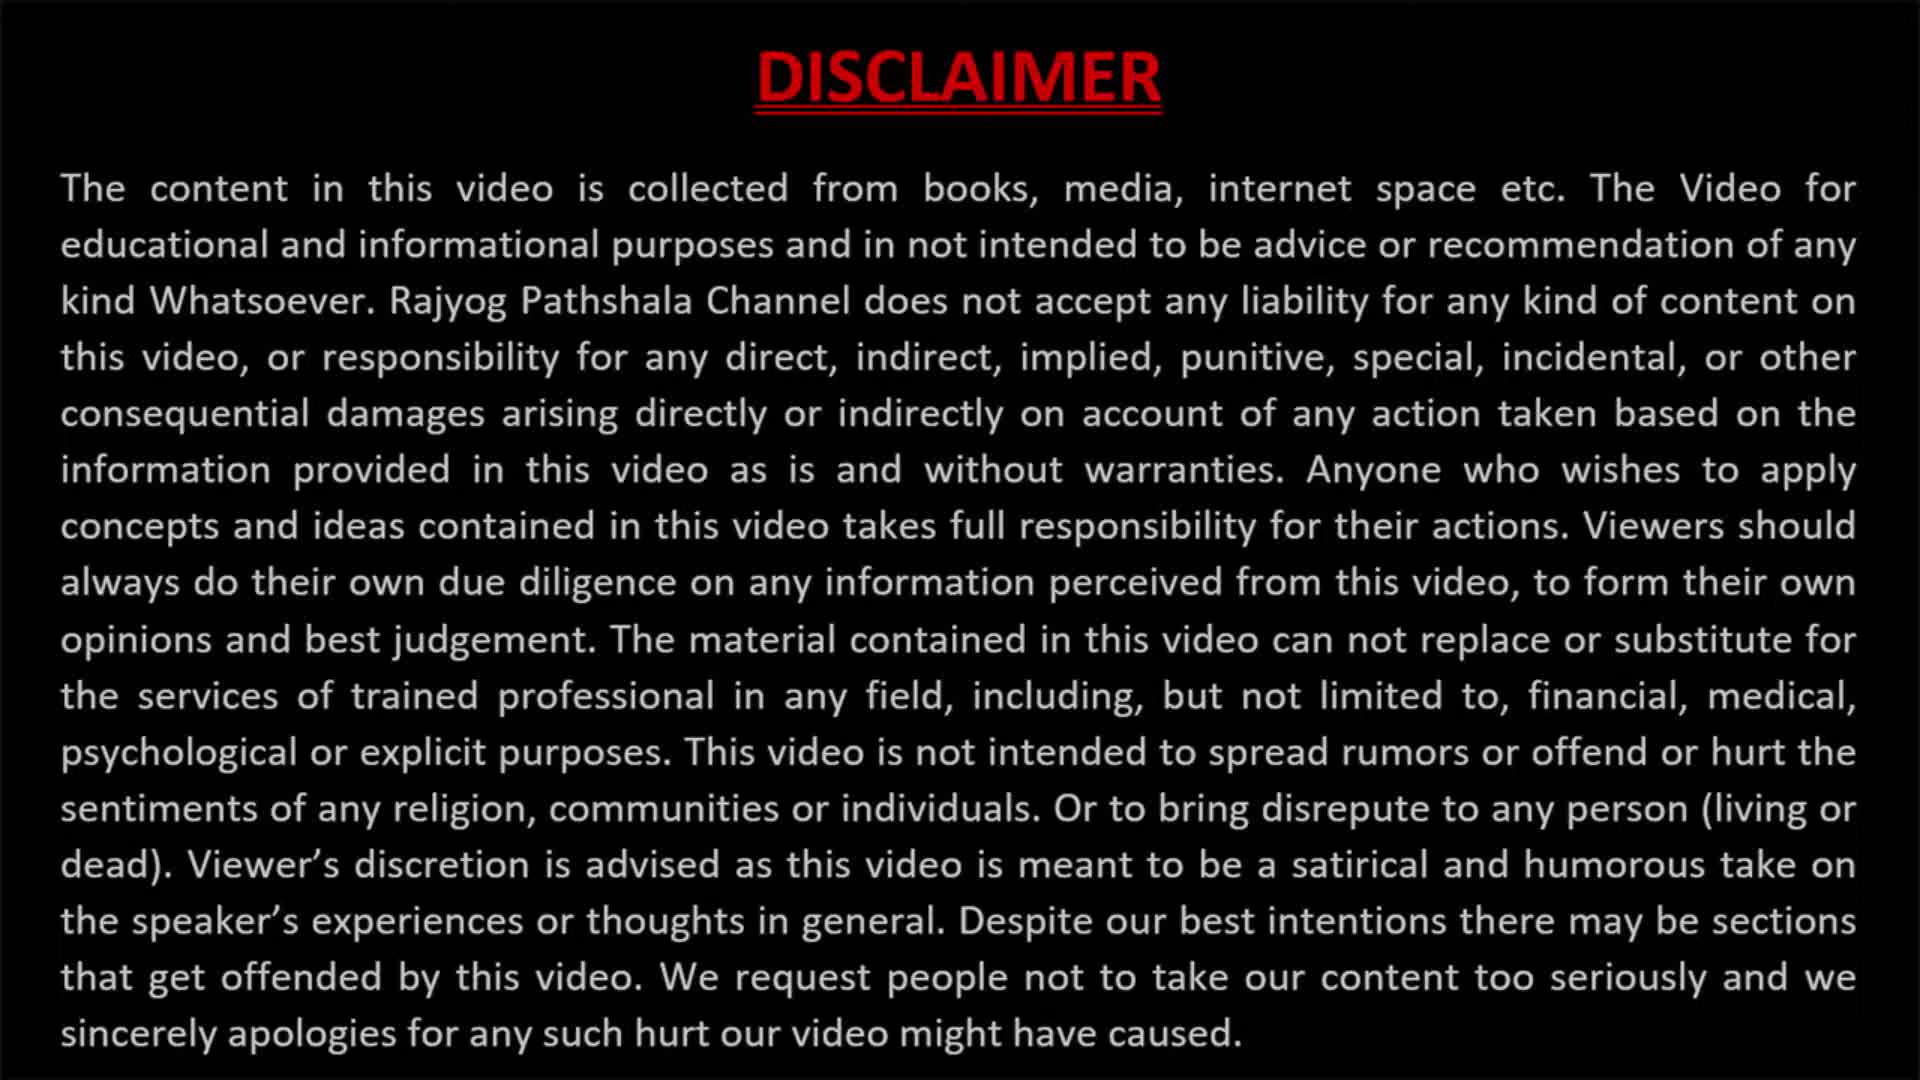 DISCLAIMER
The content in this video is collected from books, media, internet space etc. The Video for
educational and informational purposes and in not intended to be advice or recommendation of any
kind Whatsoever. Rajyog Pathshala Channel does not accept any liability for any kind of content on
this video, or responsibility for any direct, indirect, implied, punitive, special, incidental, or other
consequential damages arising directly or indirectly on account of any action taken based on the
information provided in this video as is and without warranties. Anyone who wishes to apply
concepts and ideas contained in this video takes full responsibility for their actions. Viewers should
always do their own due diligence on any information perceived from this video, to form their own
opinions and best judgement. The material contained in this video can not replace or substitute for
the services of trained professional in any field, including, but not limited to, financial, medical,
psychological or explicit purposes. This video is not intended to spread rumors or offend or hurt the
sentiments of any religion, communities or individuals. Or to bring disrepute to any person (living or
dead). Viewer’s discretion is advised as this video is meant to be a satirical and humorous take on
the speaker’s experiences or thoughts in general. Despite our best intentions there may be sections
that get offended by this video. We request people not to take our content too seriously and we
sincerely apologies for any such hurt our video might have caused.